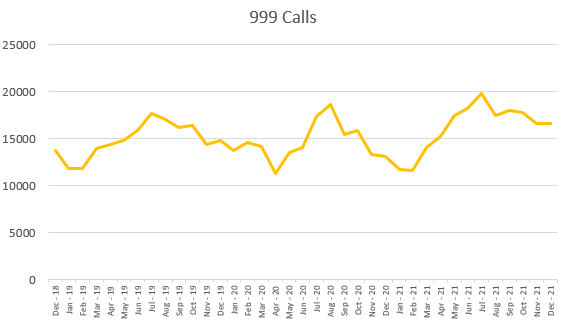 999 Calls
25000
20000
15000
10000
5000
0
Dec - 18
Jan - 19
Feb - 19
Mar - 19
Apr - 19
May - 19
Jun - 19
Jul - 19
Aug - 19
Sep - 19
Oct - 19
Nov - 19
Dec - 19
Jan - 20
Feb - 20
Mar - 20
Apr - 20
May - 20
Jun - 20
Jul - 20
Aug - 20
Sep - 20
Oct - 20
Nov - 20
Dec - 20
Jan - 21
Feb - 21
Mar - 21
Apr - 21
May - 21
Jun - 21
Jul - 21
Aug - 21
Sep - 21
Oct - 21
Nov - 21
Dec - 21